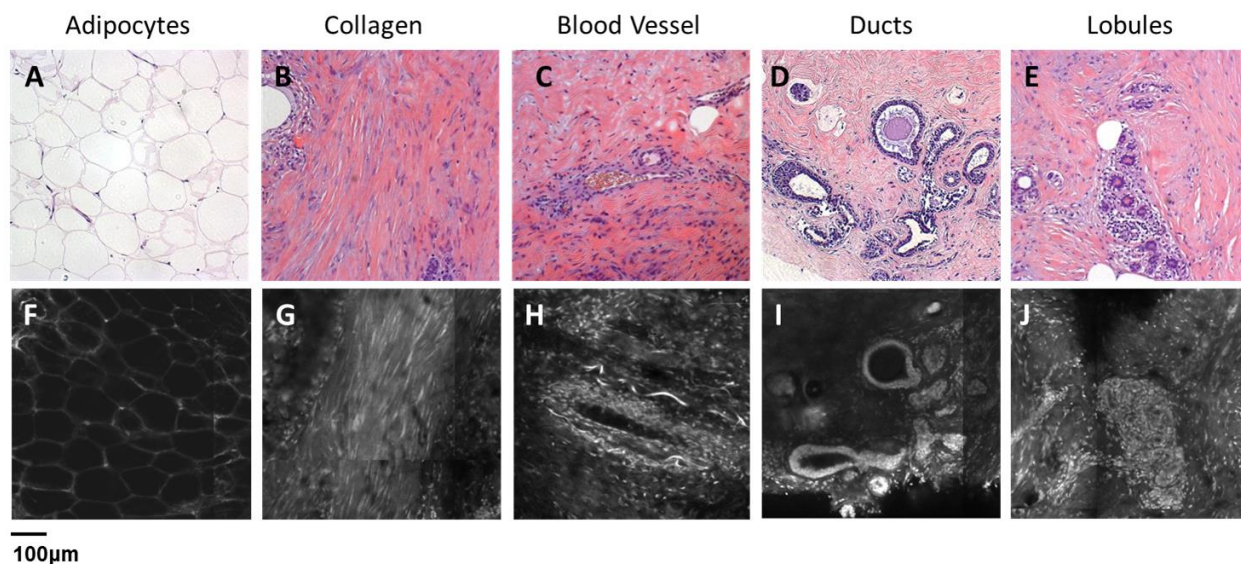 Adipocytes Collagen Blood Vessel Ducts Lobules
A B C D E
F G H I J
100μm